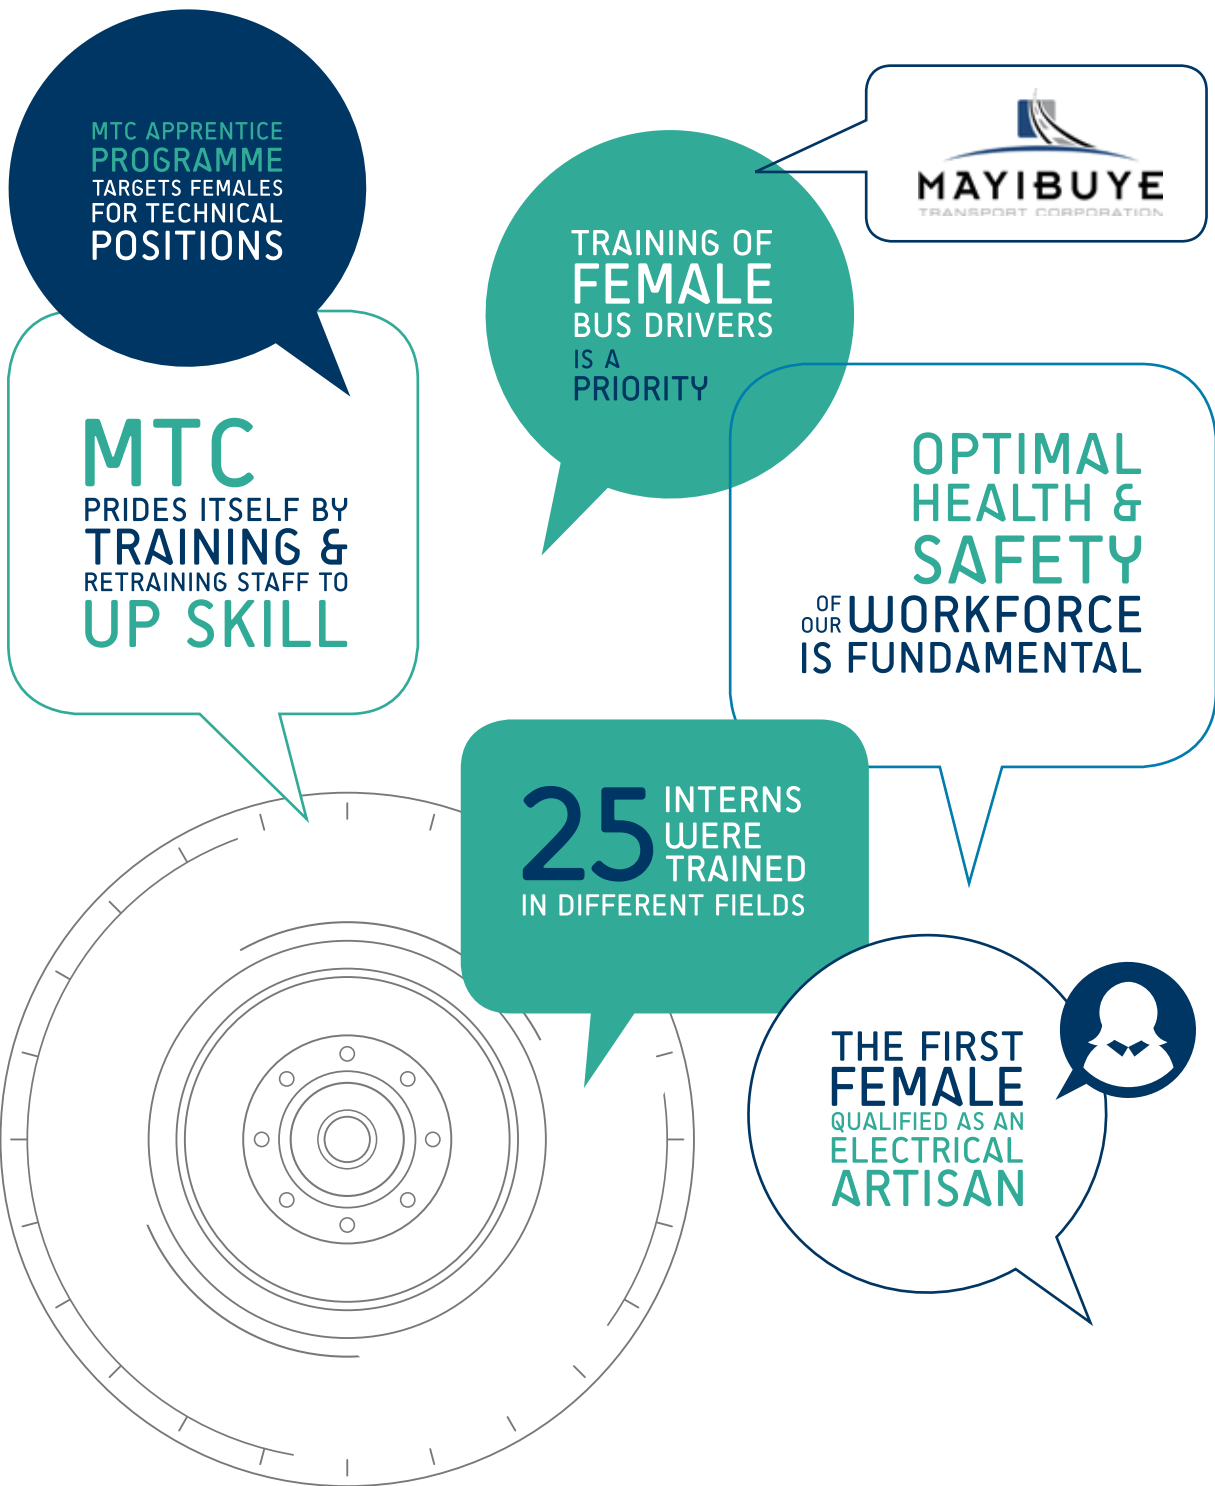 MTC APPRENTICE
PROGRAMME
TARGETS FEMALES
FOR TECHNICAL
POSITIONS
MAYIBUYE
TRANSPORT CORPORATION
TRAINING OF
FEMALE
BUS DRIVERS
IS A
PRIORITY
MTC
PRIDES ITSELF BY
TRAINING &
RETRAINING STAFF TO
UP SKILL
OPTIMAL
HEALTH &
SAFETY
OF OUR WORKFORCE
IS FUNDAMENTAL
25 INTERNS
WERE
TRAINED
IN DIFFERENT FIELDS
THE FIRST
FEMALE
QUALIFIED AS AN
ELECTRICAL
ARTISAN